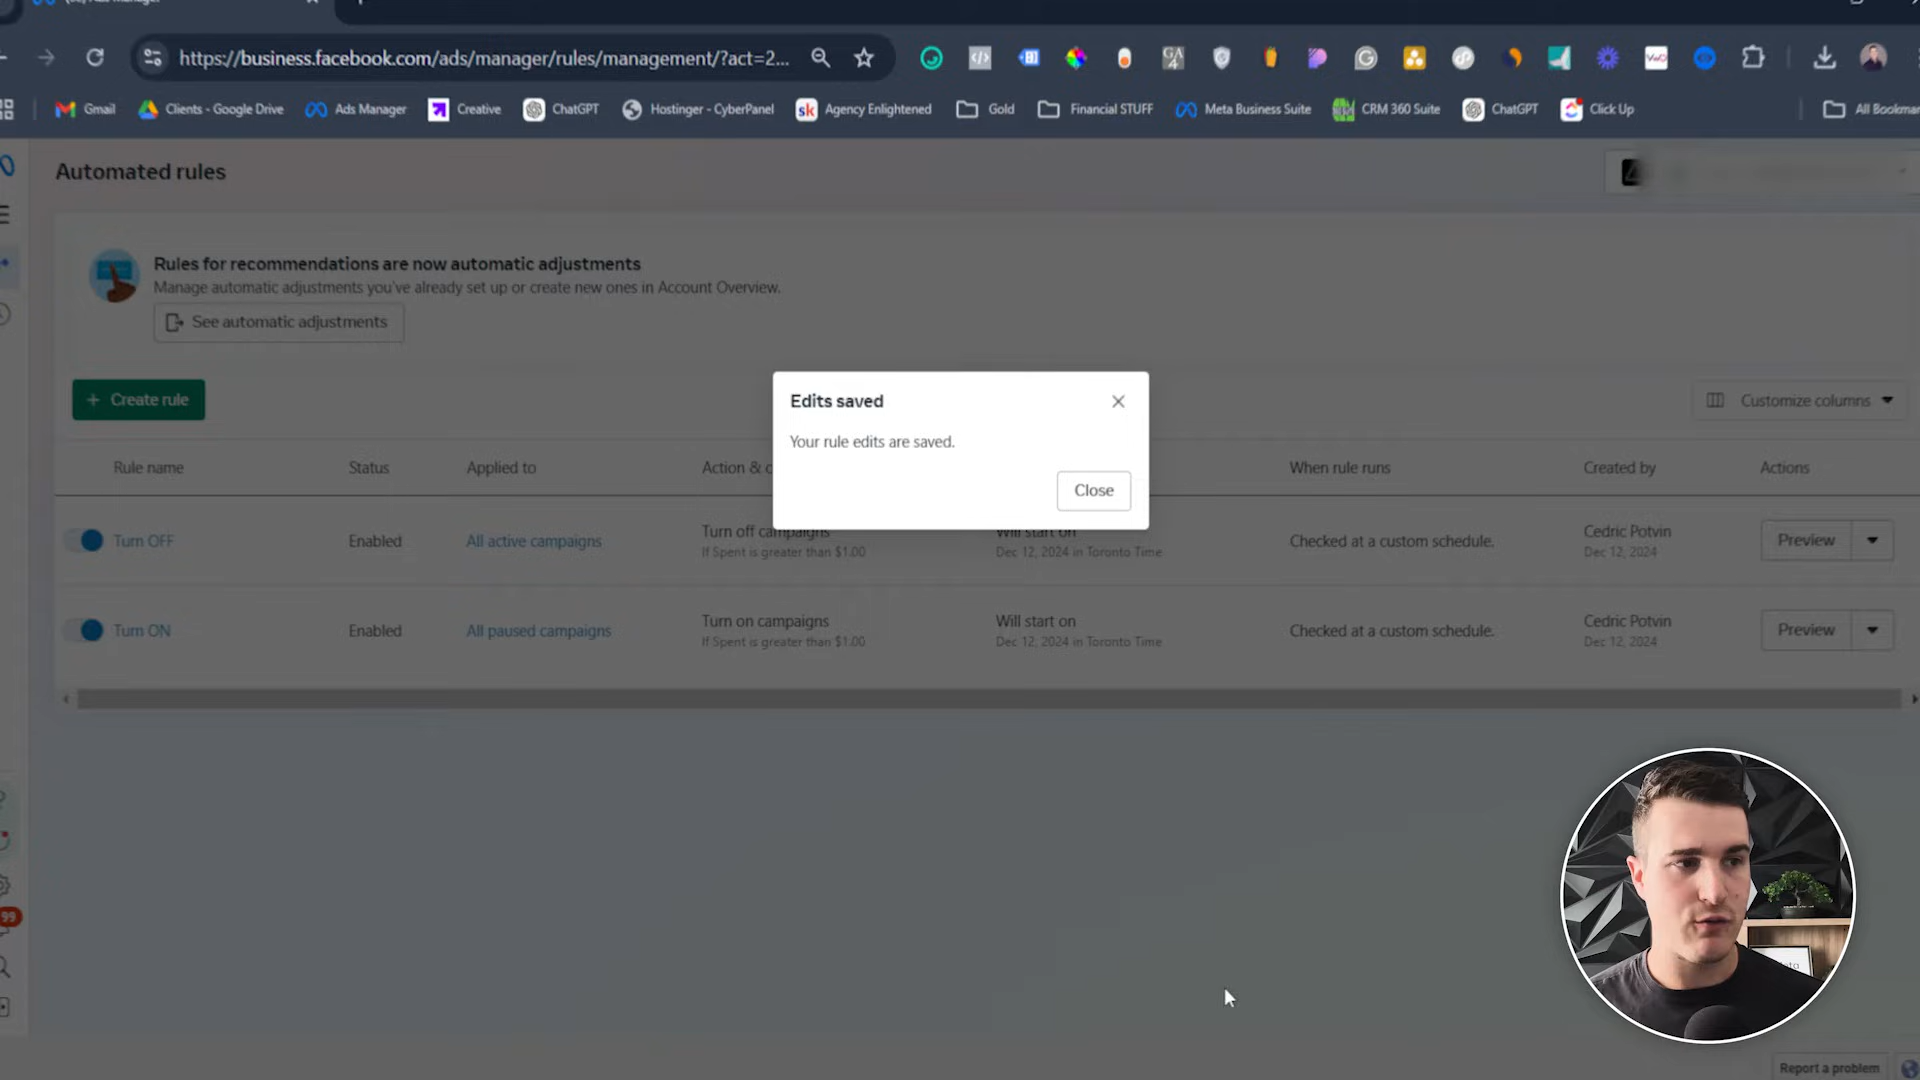 https://business.facebook.com/ads/manager/rules/management/?act=2...
Gmail
Clients - Google Drive
Ads Manager
Creative
ChatGPT
Hostinger - CyberPanel
sk Agency Enlightened
Gold
Financial STUFF
Meta Business Suite
CRM 360 Suite
ChatGPT
Click Up
All Bookmar
GA 4
Automated rules
Rules for recommendations are now automatic adjustments
Manage automatic adjustments you've already set up or create new ones in Account Overview.
See automatic adjustments
+ Create rule
Customize columns
Edits saved
Your rule edits are saved.
Close
Rule name Status Applied to Action & c When rule runs Created by Actions
Turn OFF Enabled All active campaigns Turn off campaigns Will start on Checked at a custom schedule. Cedric Potvin Preview
If Spent is greater than $1.00 Dec 12, 2024 in Toronto Time Dec 12, 2024
Turn ON Enabled All paused campaigns Turn on campaigns Will start on Checked at a custom schedule. Cedric Potvin Preview
If Spent is greater than $1.00 Dec 12, 2024 in Toronto Time Dec 12, 2024
99
Report a problem